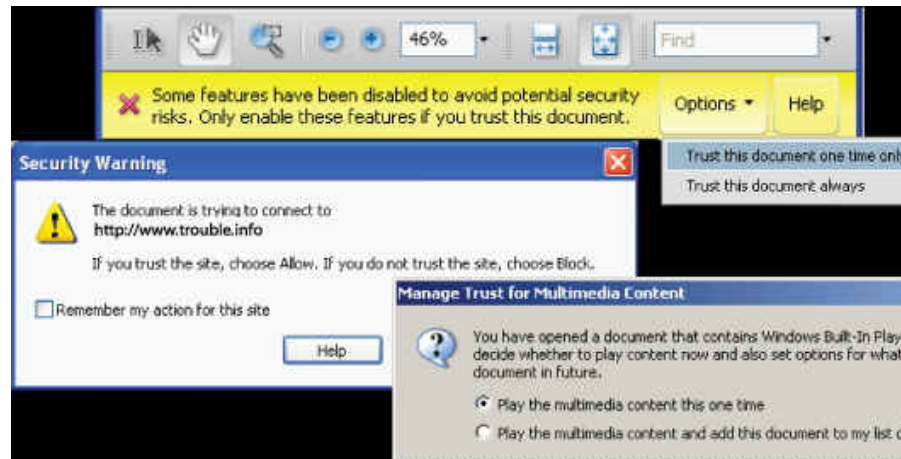 46%
Find
Some features have been disabled to avoid potential security
risks. Only enable these features if you trust this document.
Options
Help
Trust this document one time only
Trust this document always
Security Warning
The document is trying to connect to
http://www.trouble.info
If you trust the site, choose Allow. If you do not trust the site, choose Block.
Remember my action for this site
Help
Manage Trust for Multimedia Content
You have opened a document that contains Windows Built-In Play
decide whether to play content now and also set options for what
document in future.
Play the multimedia content this one time
Play the multimedia content and add this document to my list